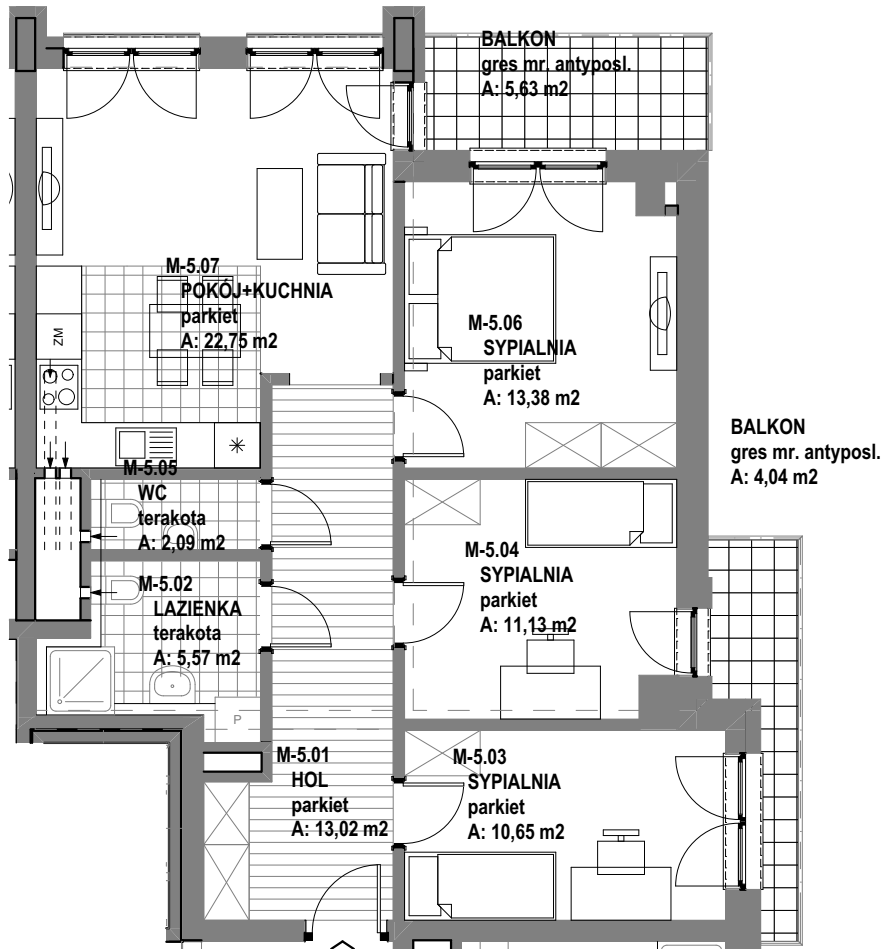 BALKON
gres mr. antyposl.
A: 5,63 m2
M-5.07
POKÓJ+KUCHNIA
parkiet
A: 22,75 m2
ZM
M-5.06
SYPIALNIA
parkiet
A: 13,38 m2
BALKON
gres mr. antyposl.
A: 4,04 m2
M-5.05
WC
terakota
A: 2,09 m2
M-5.04
SYPIALNIA
parkiet
A: 11,13 m2
M-5.02
LAZIENKA
terakota
A: 5,57 m2
P
M-5.01
HOL
parkiet
A: 13,02 m2
M-5.03
SYPIALNIA
parkiet
A: 10,65 m2